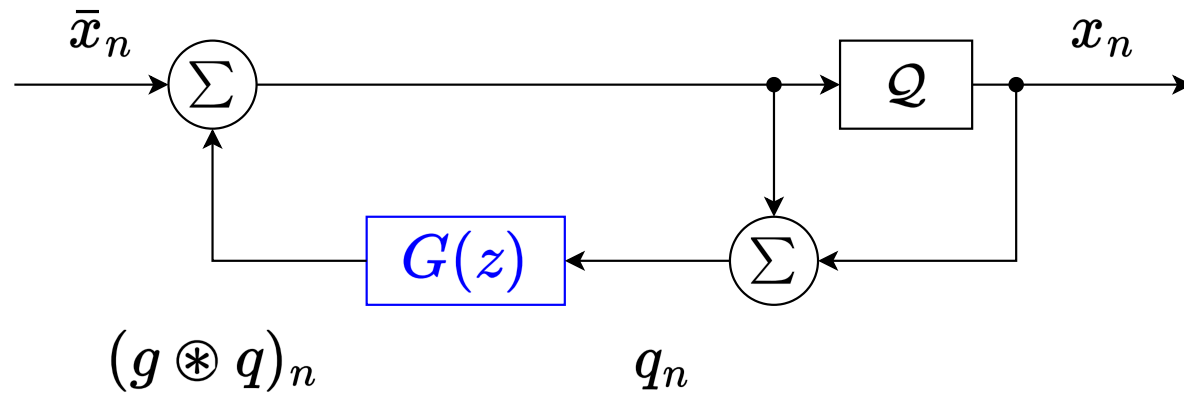 x̄ₙ
xₙ
∑
𝒬
G(z)
∑
(g ⊛ q)ₙ
qₙ